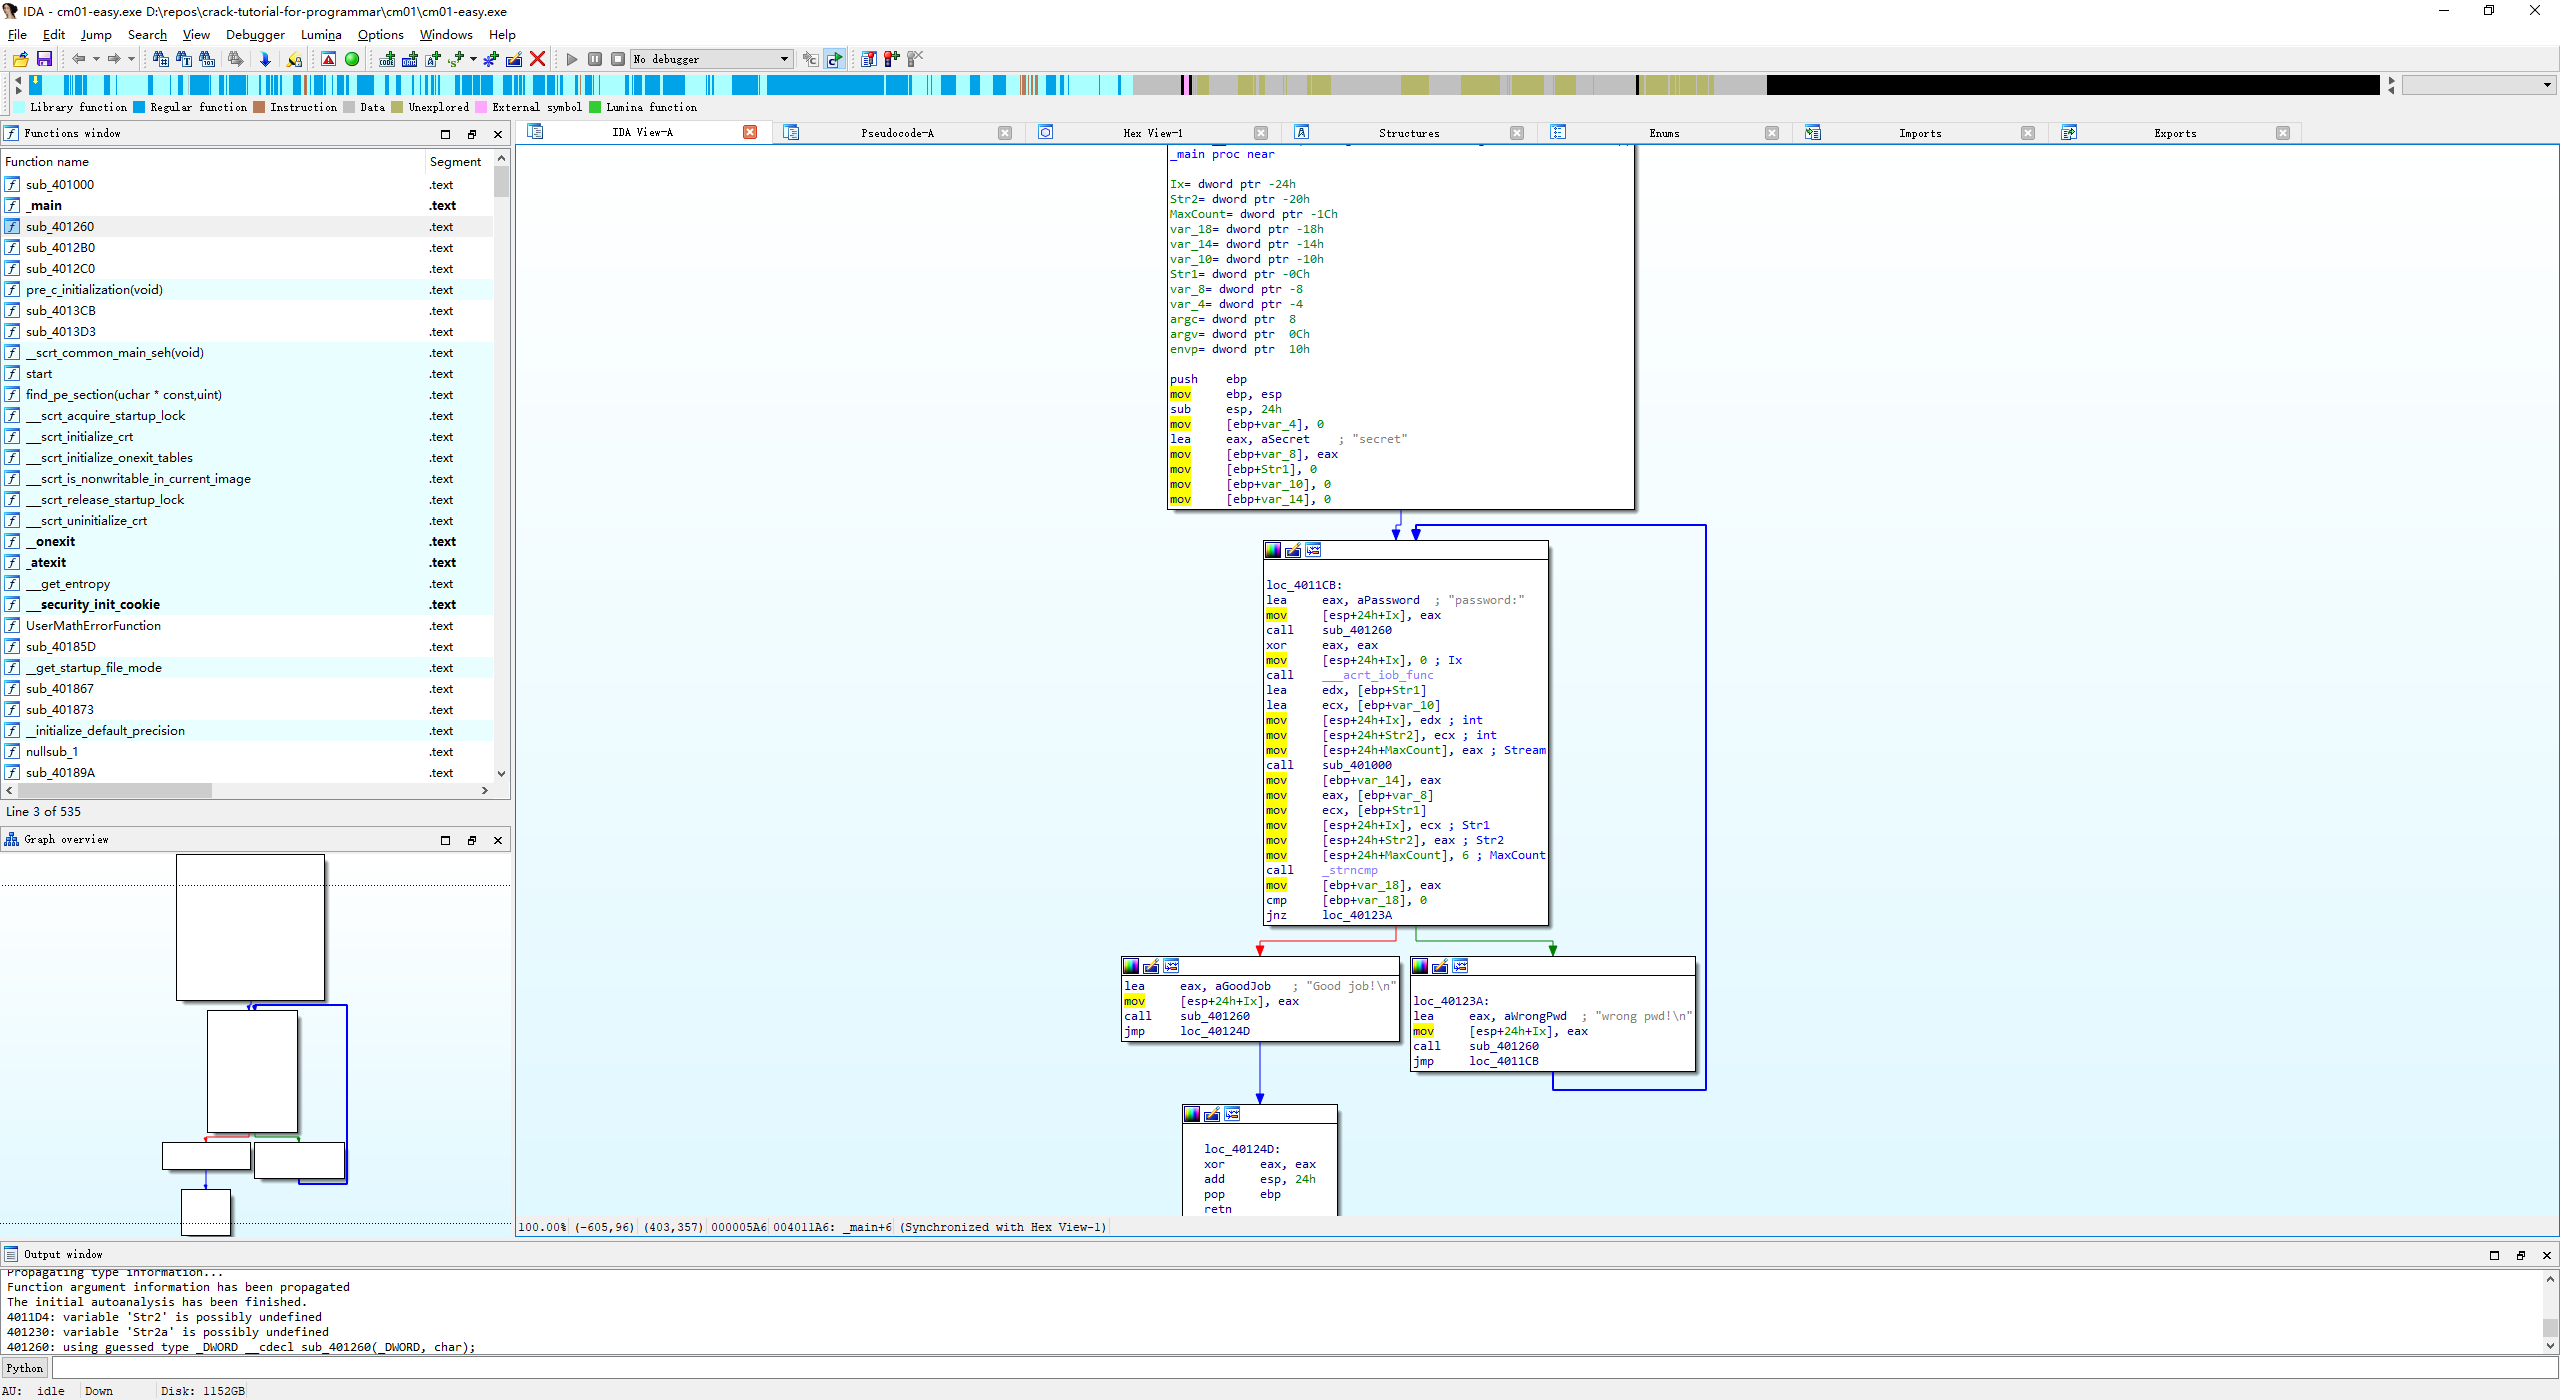 IDA - cm01-easy.exe D:\repos\crack-tutorial-for-programmar\cm01\cm01-easy.exe
File Edit Jump Search View Debugger Lumina Options Windows Help
No debugger
Library function Regular function Instruction Data Unexplored External symbol Lumina function
Functions window
Function name Segment
sub_401000 .text
_main .text
sub_401260 .text
sub_4012B0 .text
sub_4012C0 .text
pre_c_initialization(void) .text
sub_4013CB .text
sub_4013D3 .text
__scrt_common_main_seh(void) .text
start .text
find_pe_section(uchar * const,uint) .text
___scrt_acquire_startup_lock .text
___scrt_initialize_crt .text
___scrt_initialize_onexit_tables .text
___scrt_is_nonwritable_in_current_image .text
___scrt_release_startup_lock .text
___scrt_uninitialize_crt .text
__onexit .text
_atexit .text
___get_entropy .text
___security_init_cookie .text
UserMathErrorFunction .text
sub_40185D .text
__get_startup_file_mode .text
sub_401867 .text
sub_401873 .text
__initialize_default_precision .text
nullsub_1 .text
sub_40189A .text
Line 3 of 535
Graph overview
IDA View-A Pseudocode-A Hex View-1 Structures Enums Imports Exports
_main proc near
Ix= dword ptr -24h
Str2= dword ptr -20h
MaxCount= dword ptr -1Ch
var_18= dword ptr -18h
var_14= dword ptr -14h
var_10= dword ptr -10h
Str1= dword ptr -0Ch
var_8= dword ptr -8
var_4= dword ptr -4
argc= dword ptr  8
argv= dword ptr  0Ch
envp= dword ptr  10h
push ebp
mov ebp, esp
sub esp, 24h
mov [ebp+var_4], 0
lea eax, aSecret ; "secret"
mov [ebp+var_8], eax
mov [ebp+Str1], 0
mov [ebp+var_10], 0
mov [ebp+var_14], 0
loc_4011CB:
lea eax, aPassword ; "password:"
mov [esp+24h+Ix], eax
call sub_401260
xor eax, eax
mov [esp+24h+Ix], 0 ; Ix
call ___acrt_iob_func
lea edx, [ebp+Str1]
lea ecx, [ebp+var_10]
mov [esp+24h+Ix], edx ; int
mov [esp+24h+Str2], ecx ; int
mov [esp+24h+MaxCount], eax ; Stream
call sub_401000
mov [ebp+var_14], eax
mov eax, [ebp+var_8]
mov ecx, [ebp+Str1]
mov [esp+24h+Ix], ecx ; Str1
mov [esp+24h+Str2], eax ; Str2
mov [esp+24h+MaxCount], 6 ; MaxCount
call _strncmp
mov [ebp+var_18], eax
cmp [ebp+var_18], 0
jnz loc_40123A
lea eax, aGoodJob ; "Good job!\n"
mov [esp+24h+Ix], eax
call sub_401260
jmp loc_40124D
loc_40123A:
lea eax, aWrongPwd ; "wrong pwd!\n"
mov [esp+24h+Ix], eax
call sub_401260
jmp loc_4011CB
loc_40124D:
xor eax, eax
add esp, 24h
pop ebp
retn
100.00% (-605,96) (403,357) 000005A6 004011A6: _main+6 (Synchronized with Hex View-1)
Output window
Propagating type information...
Function argument information has been propagated
The initial autoanalysis has been finished.
4011D4: variable 'Str2' is possibly undefined
401230: variable 'Str2a' is possibly undefined
401260: using guessed type _DWORD __cdecl sub_401260(_DWORD, char);
Python
AU: idle Down Disk: 1152GB